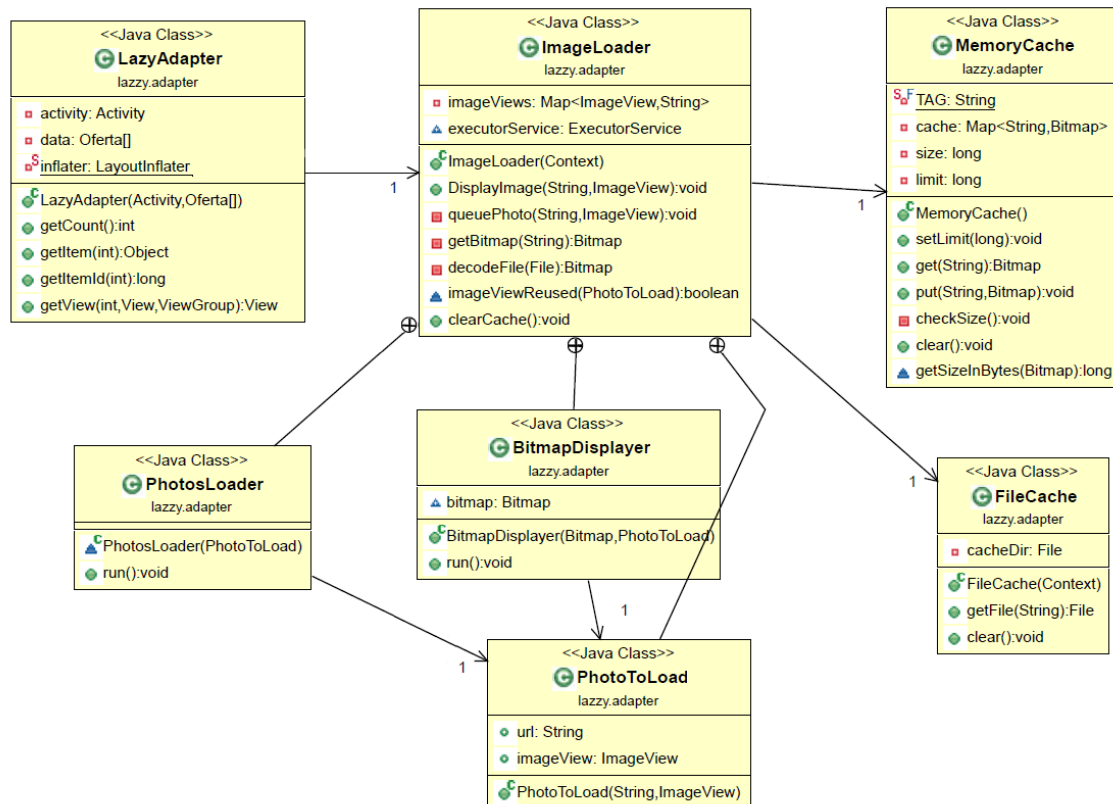 <<Java Class>>
LazyAdapter
lazzy.adapter
activity: Activity
data: Oferta[]
inflater: LayoutInflater
LazyAdapter(Activity,Oferta[])
getCount():int
getItem(int):Object
getItemId(int):long
getView(int,View,ViewGroup):View
1
<<Java Class>>
ImageLoader
lazzy.adapter
imageViews: Map<ImageView,String>
executorService: ExecutorService
ImageLoader(Context)
DisplayImage(String,ImageView):void
queuePhoto(String,ImageView):void
getBitmap(String):Bitmap
decodeFile(File):Bitmap
imageViewReused(PhotoToLoad):boolean
clearCache():void
1
<<Java Class>>
MemoryCache
lazzy.adapter
TAG: String
cache: Map<String,Bitmap>
size: long
limit: long
MemoryCache()
setLimit(long):void
get(String):Bitmap
put(String,Bitmap):void
checkSize():void
clear():void
getSizeInBytes(Bitmap):long
<<Java Class>>
PhotosLoader
lazzy.adapter
PhotosLoader(PhotoToLoad)
run():void
1
<<Java Class>>
BitmapDisplayer
lazzy.adapter
bitmap: Bitmap
BitmapDisplayer(Bitmap,PhotoToLoad)
run():void
1
1
<<Java Class>>
FileCache
lazzy.adapter
cacheDir: File
FileCache(Context)
getFile(String):File
clear():void
<<Java Class>>
PhotoToLoad
lazzy.adapter
url: String
imageView: ImageView
PhotoToLoad(String,ImageView)